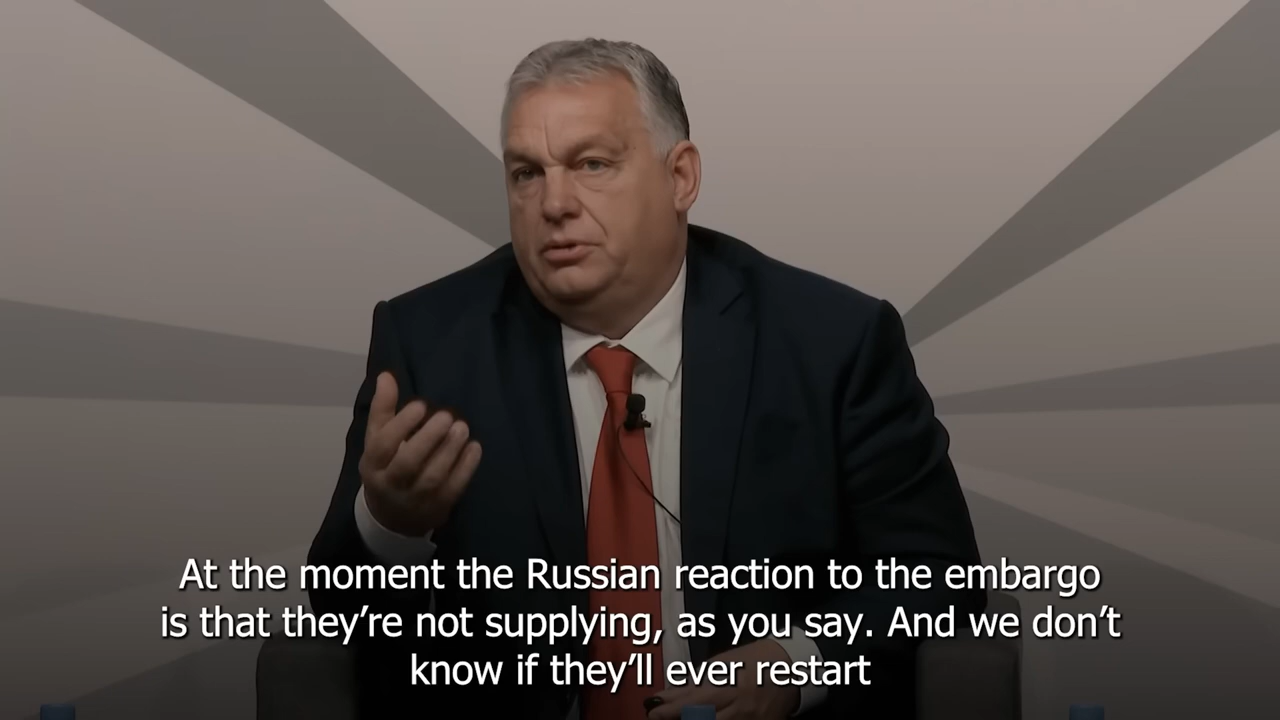 At the moment the Russian reaction to the embargo
is that they’re not supplying, as you say. And we don’t
know if they’ll ever restart